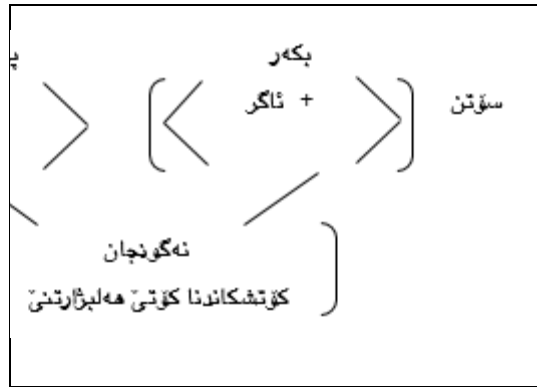 بکەر
سۆتن
+ ئاگر
نەگونجان
کۆتشکاندنا کۆتێ هەلبژارتنێ